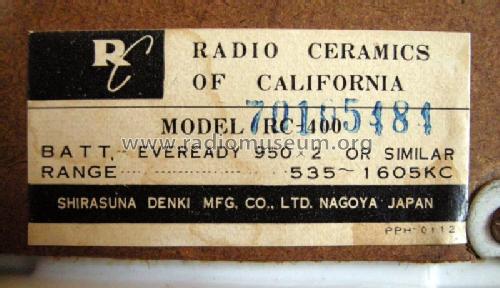 RC
RADIO CERAMICS
OF CALIFORNIA
70165484
MODEL RC-400
www.radiomuseum.org
BATT, EVEREADY 950 × 2 OR SIMILAR
RANGE 535~1605KC
SHIRASUNA DENKI MFG, CO., LTD. NAGOYA JAPAN
PPH-0112